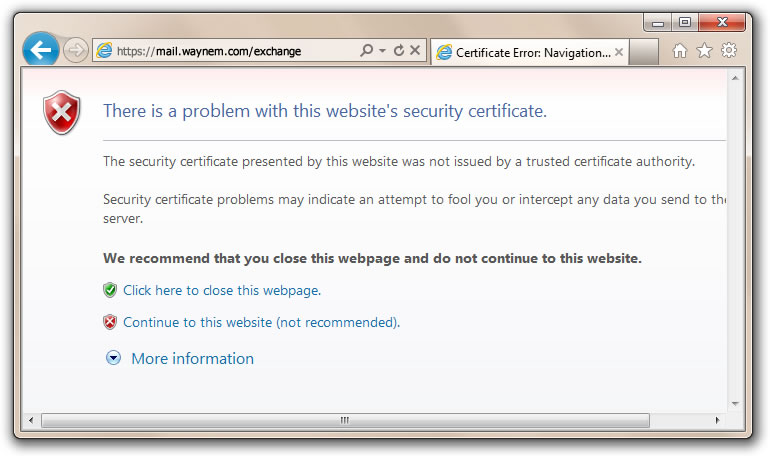 https://mail.waynem.com/exchange
Certificate Error: Navigation...
There is a problem with this website's security certificate.
The security certificate presented by this website was not issued by a trusted certificate authority.
Security certificate problems may indicate an attempt to fool you or intercept any data you send to the
server.
We recommend that you close this webpage and do not continue to this website.
Click here to close this webpage.
Continue to this website (not recommended).
More information